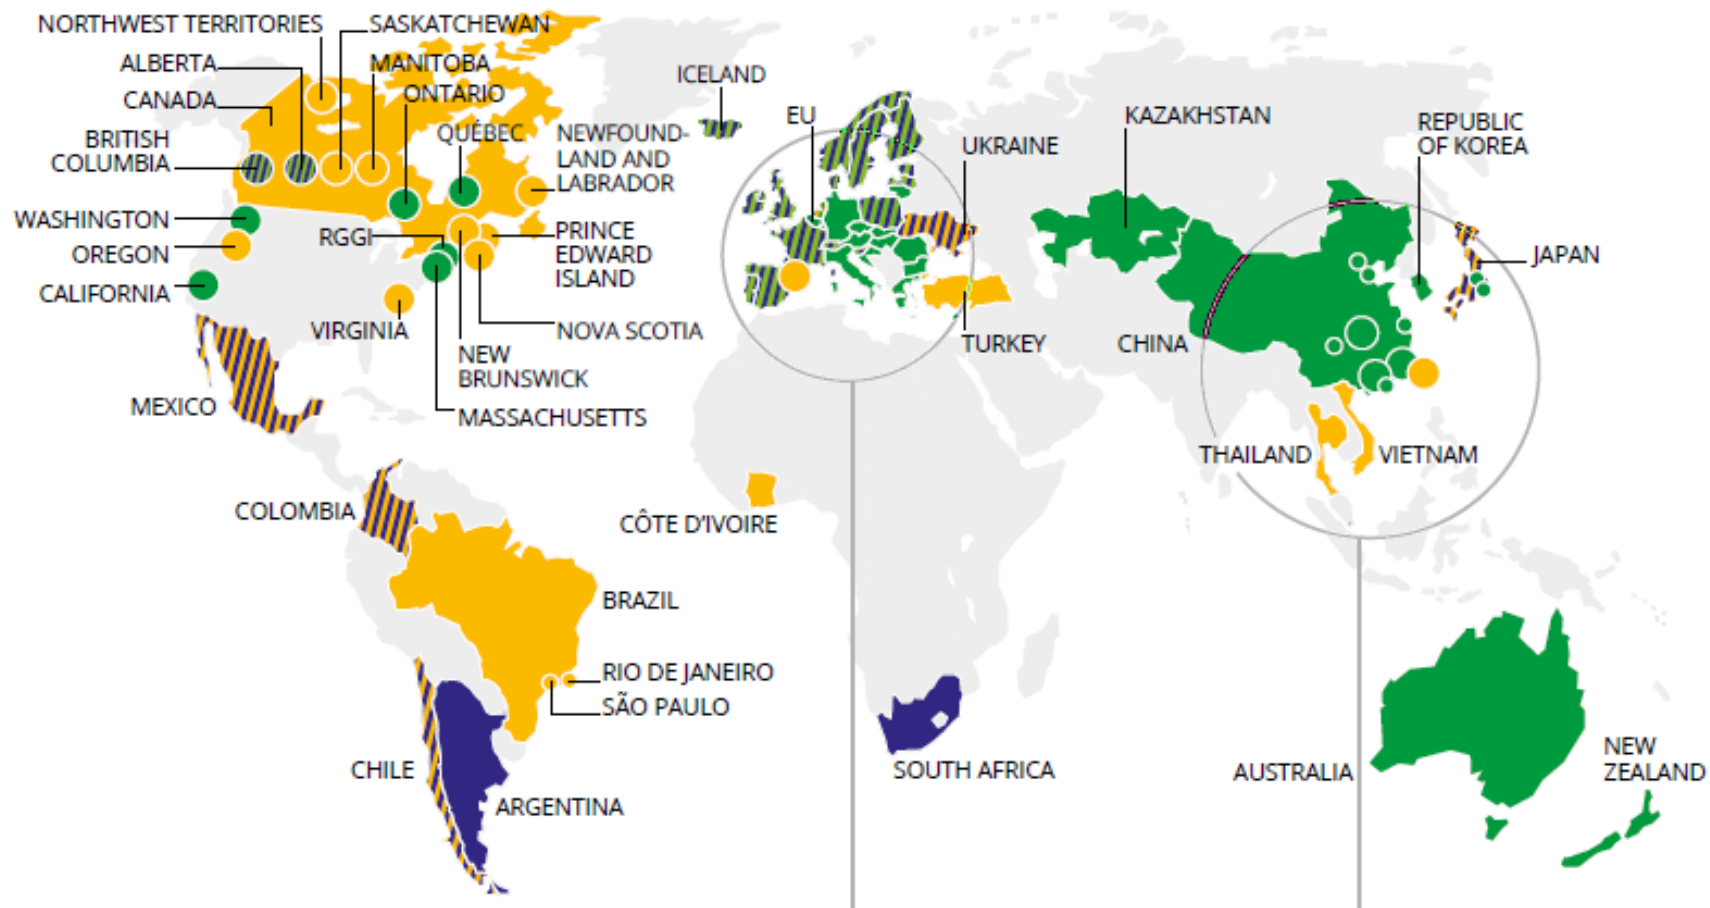 NORTHWEST TERRITORIES
SASKATCHEWAN
ALBERTA
MANITOBA
CANADA
ONTARIO
BRITISH
COLUMBIA
QUÉBEC
NEWFOUND-
LAND AND
LABRADOR
WASHINGTON
OREGON
RGGI
PRINCE
EDWARD
ISLAND
CALIFORNIA
VIRGINIA
NOVA SCOTIA
NEW
BRUNSWICK
MEXICO
MASSACHUSETTS
ICELAND
EU
UKRAINE
KAZAKHSTAN
REPUBLIC
OF KOREA
JAPAN
TURKEY
CHINA
THAILAND
VIETNAM
COLOMBIA
CÔTE D'IVOIRE
BRAZIL
RIO DE JANEIRO
SÃO PAULO
CHILE
ARGENTINA
SOUTH AFRICA
AUSTRALIA
NEW
ZEALAND